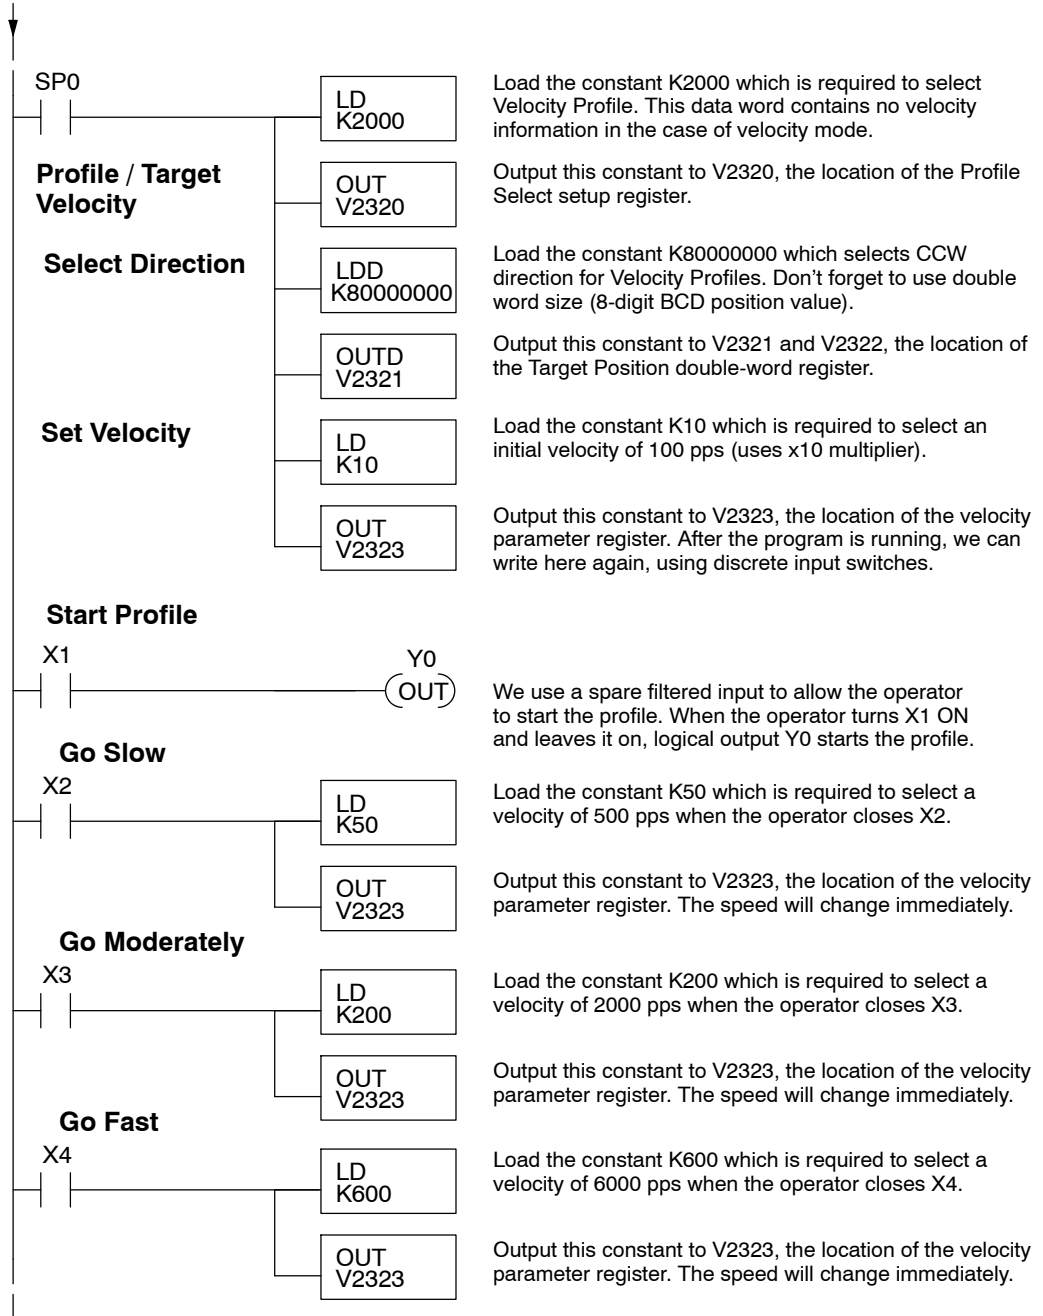 SP0
LD
K2000
Load the constant K2000 which is required to select
Velocity Profile. This data word contains no velocity
information in the case of velocity mode.
Profile / Target
Velocity
OUT
V2320
Output this constant to V2320, the location of the Profile
Select setup register.
Select Direction
LDD
K80000000
Load the constant K80000000 which selects CCW
direction for Velocity Profiles. Don't forget to use double
word size (8-digit BCD position value).
OUTD
V2321
Output this constant to V2321 and V2322, the location of
the Target Position double-word register.
Set Velocity
LD
K10
Load the constant K10 which is required to select an
initial velocity of 100 pps (uses x10 multiplier).
OUT
V2323
Output this constant to V2323, the location of the velocity
parameter register. After the program is running, we can
write here again, using discrete input switches.
Start Profile
X1
Y0
OUT
We use a spare filtered input to allow the operator
to start the profile. When the operator turns X1 ON
and leaves it on, logical output Y0 starts the profile.
Go Slow
X2
LD
K50
Load the constant K50 which is required to select a
velocity of 500 pps when the operator closes X2.
OUT
V2323
Output this constant to V2323, the location of the velocity
parameter register. The speed will change immediately.
Go Moderately
X3
LD
K200
Load the constant K200 which is required to select a
velocity of 2000 pps when the operator closes X3.
OUT
V2323
Output this constant to V2323, the location of the velocity
parameter register. The speed will change immediately.
Go Fast
X4
LD
K600
Load the constant K600 which is required to select a
velocity of 6000 pps when the operator closes X4.
OUT
V2323
Output this constant to V2323, the location of the velocity
parameter register. The speed will change immediately.